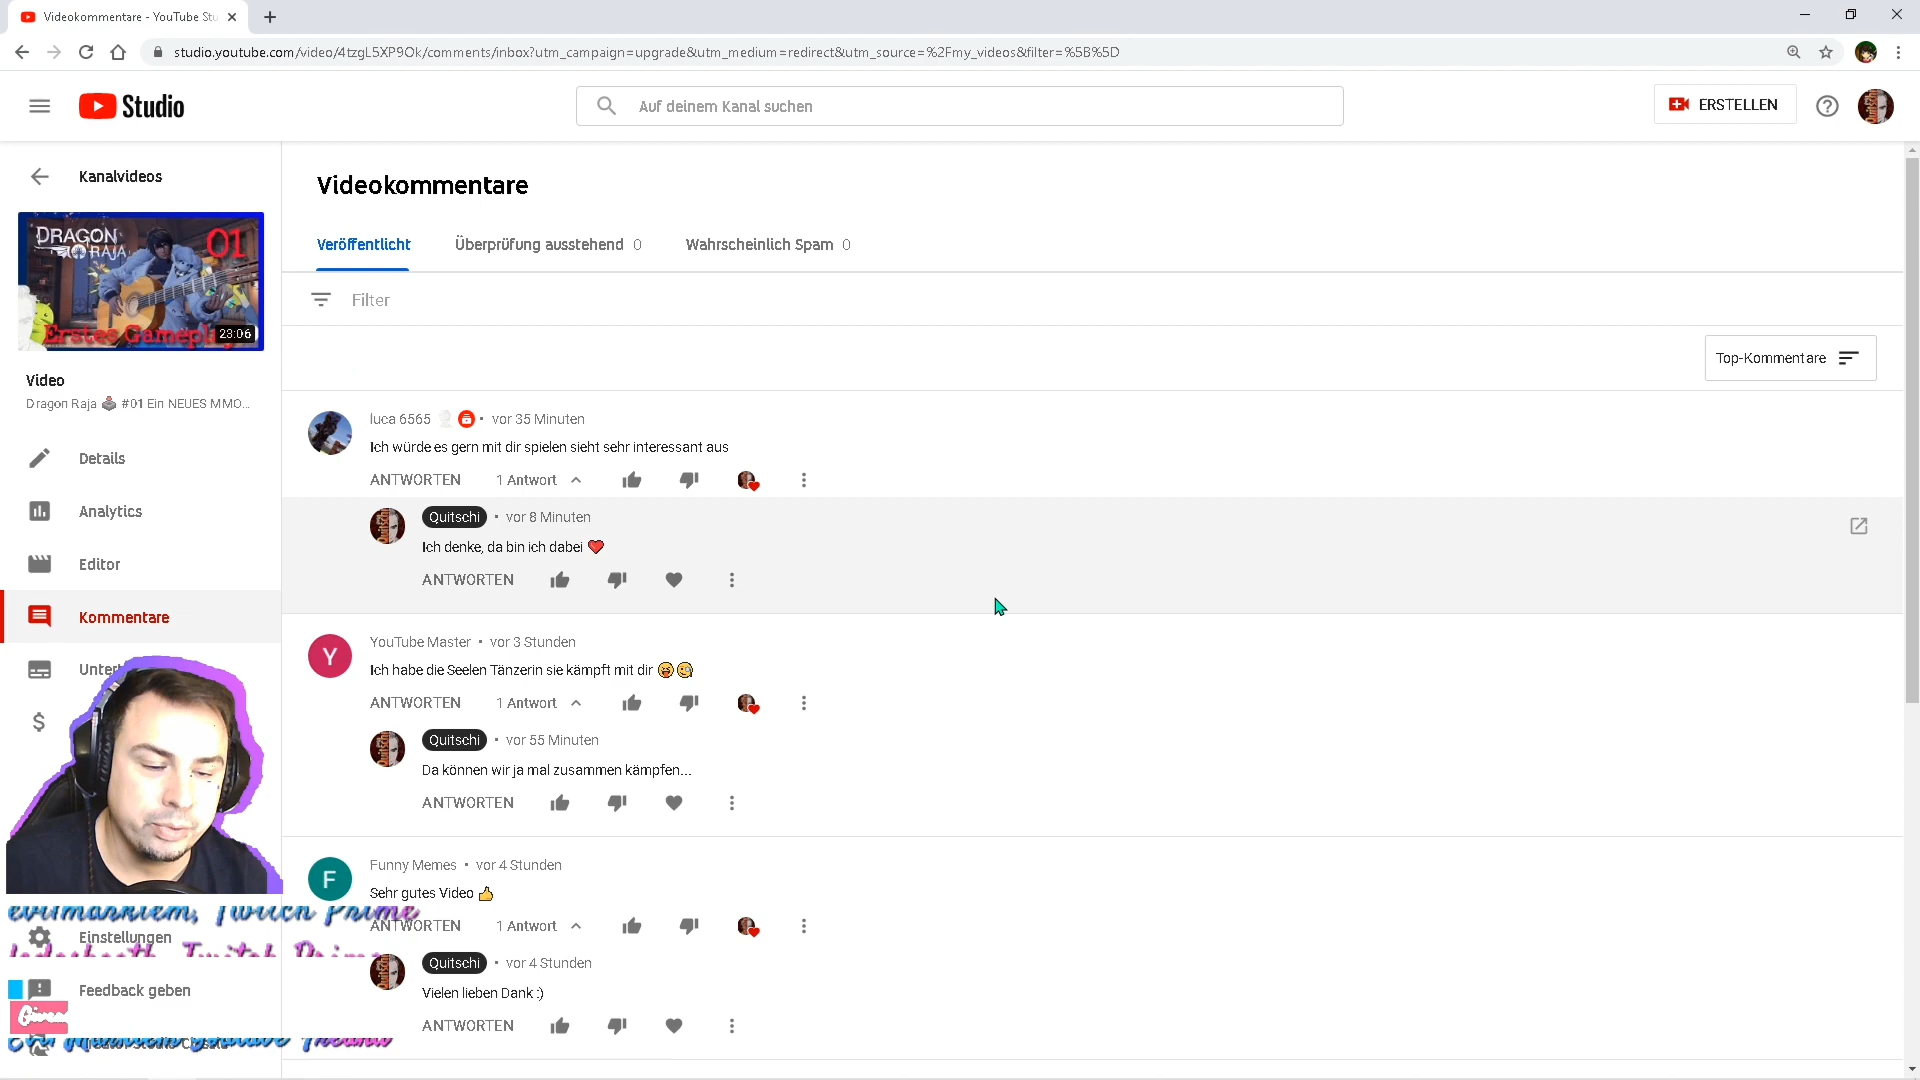 Videokommentare - YouTube Stu
studio.youtube.com/video/4tzgL5XP9Ok/comments/inbox?utm_campaign=upgrade&utm_medium=redirect&utm_source=%2Fmy_videos&filter=%5B%5D
Studio
Auf deinem Kanal suchen
ERSTELLEN
Kanalvideos
DRAGON
RAJA
01
Erstes Gameplay
23:06
Video
Dragon Raja #01 Ein NEUES MMO...
Details
Analytics
Editor
Kommentare
Untert
Einstellungen
Feedback geben
Videokommentare
Veröffentlicht
Überprüfung ausstehend 0
Wahrscheinlich Spam 0
Filter
Top-Kommentare
luca 6565 • vor 35 Minuten
Ich würde es gern mit dir spielen sieht sehr interessant aus
ANTWORTEN 1 Antwort
Quitschi • vor 8 Minuten
Ich denke, da bin ich dabei ❤️
ANTWORTEN
Y
YouTube Master • vor 3 Stunden
Ich habe die Seelen Tänzerin sie kämpft mit dir 😝🧐
ANTWORTEN 1 Antwort
Quitschi • vor 55 Minuten
Da können wir ja mal zusammen kämpfen...
ANTWORTEN
F
Funny Memes • vor 4 Stunden
Sehr gutes Video 👍
ANTWORTEN 1 Antwort
Quitschi • vor 4 Stunden
Vielen lieben Dank :)
ANTWORTEN
Twitch Prime
Twitch Prime